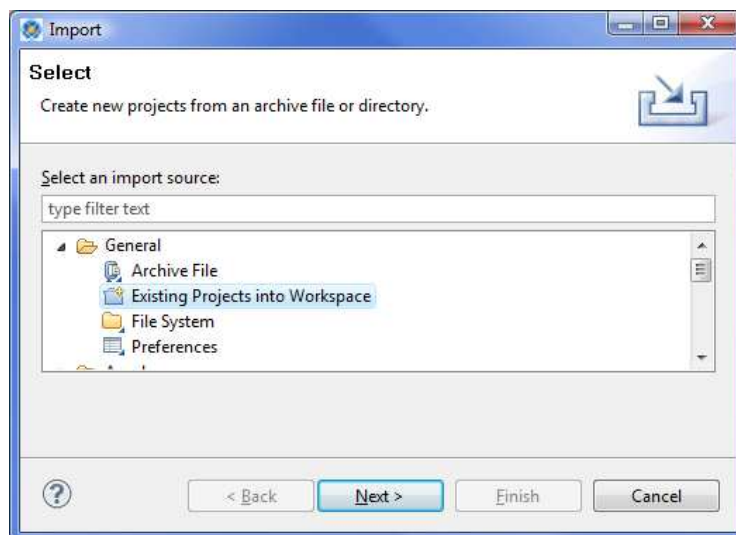 Import
Select
Create new projects from an archive file or directory.
Select an import source:
type filter text
General
Archive File
Existing Projects into Workspace
File System
Preferences
< Back Next > Finish Cancel